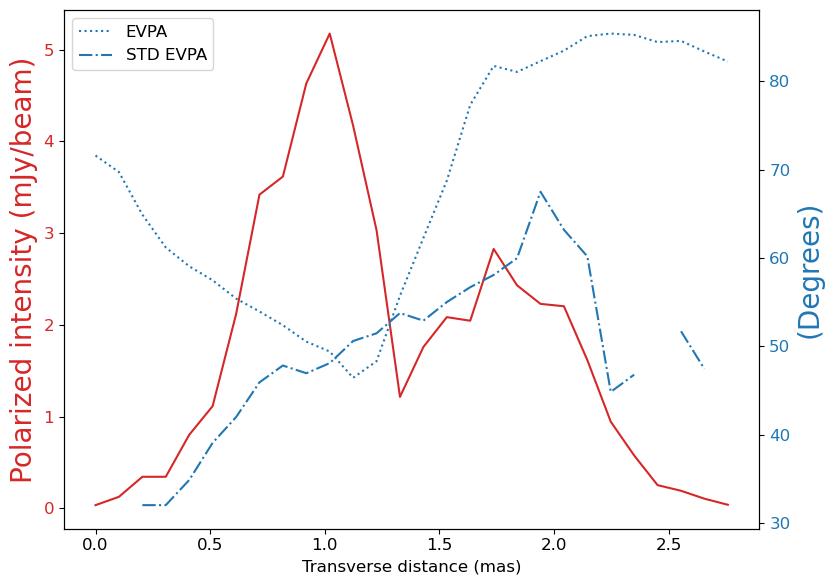 EVPA
STD EVPA
Polarized intensity (mJy/beam)
5
4
3
2
1
0
80
70
60
50
40
30
(Degrees)
0.0 0.5 1.0 1.5 2.0 2.5
Transverse distance (mas)